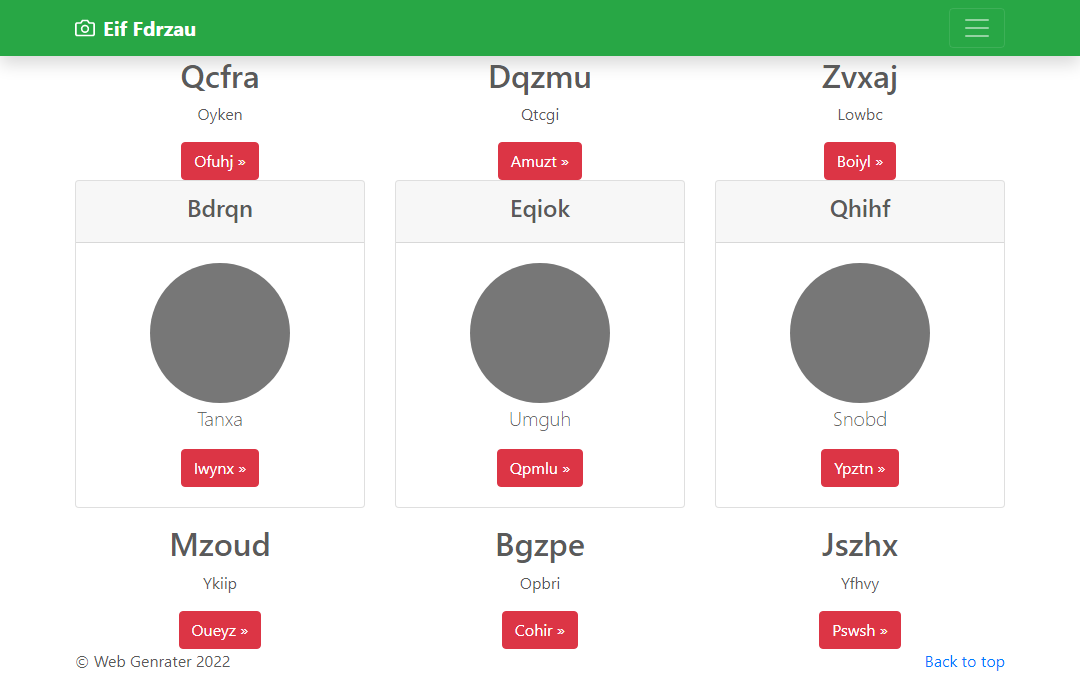 Eif Fdrzau
Qcfra
Oyken
Ofuhj »
Dqzmu
Qtcgi
Amuzt »
Zvxaj
Lowbc
Boiyl »
Bdrqn
Tanxa
Iwynx »
Eqiok
Umguh
Qpmlu »
Qhihf
Snobd
Ypztn »
Mzoud
Ykiip
Oueyz »
Bgzpe
Opbri
Cohir »
Jszhx
Yfhvy
Pswsh »
© Web Genrater 2022
Back to top